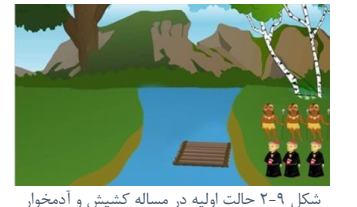 شکل ۹-۲ حالت اولیه در مساله کشیش و آدمخوار